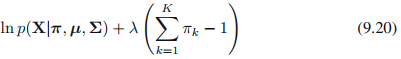 ln p(X|π, μ, Σ) + λ (∑_{k=1}^{K} π_k − 1) (9.20)